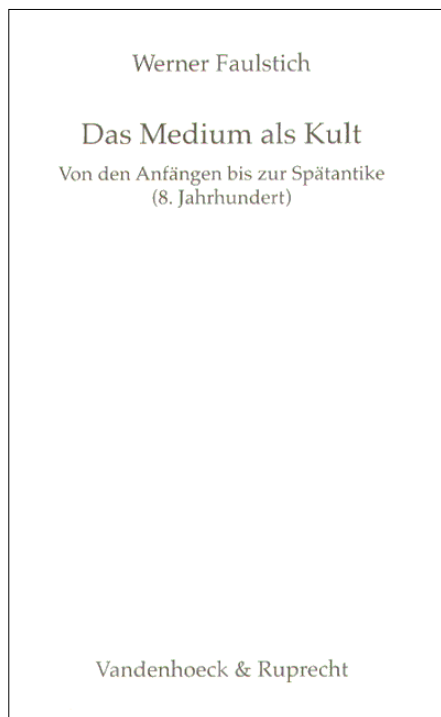 Werner Faulstich
Das Medium als Kult
Von den Anfängen bis zur Spätantike
(8. Jahrhundert)
Vandenhoeck & Ruprecht